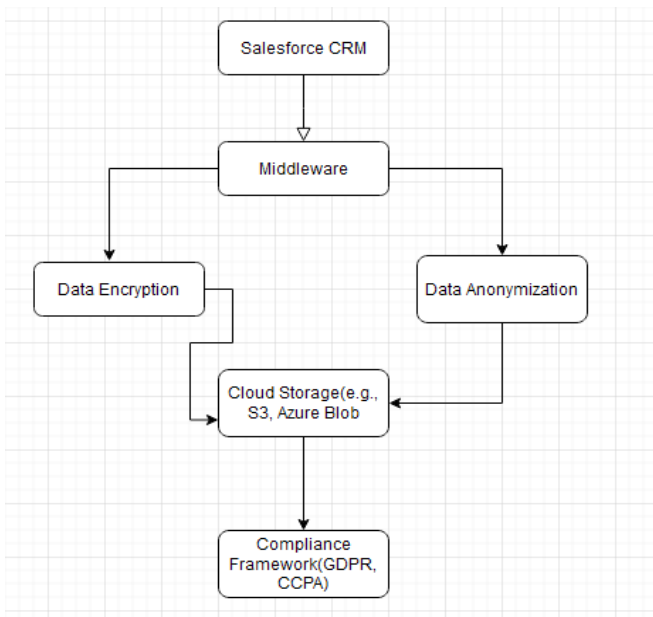 Salesforce CRM
Middleware
Data Encryption
Data Anonymization
Cloud Storage(e.g.,
S3, Azure Blob
Compliance
Framework(GDPR,
CCPA)